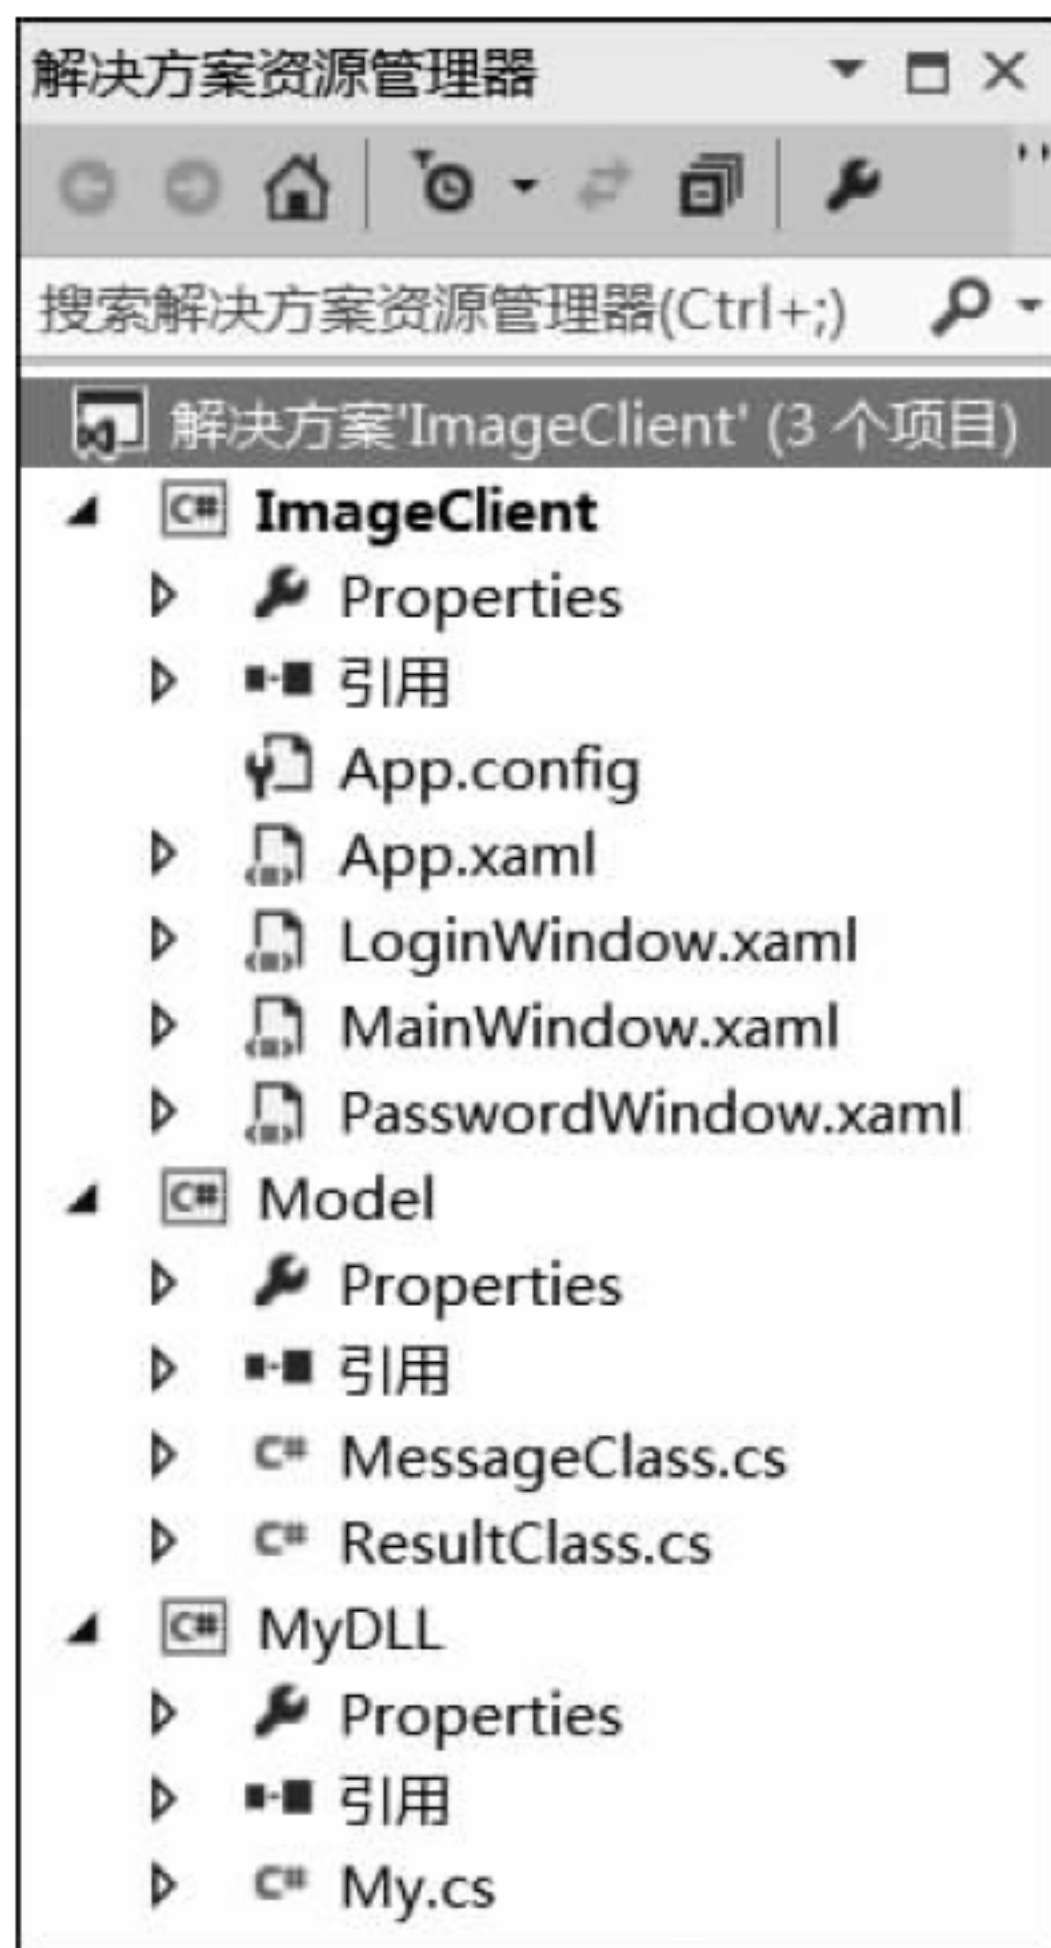 解决方案资源管理器
搜索解决方案资源管理器(Ctrl+;)
解决方案'ImageClient' (3 个项目)
C# ImageClient
Properties
引用
App.config
App.xaml
LoginWindow.xaml
MainWindow.xaml
PasswordWindow.xaml
C# Model
Properties
引用
C# MessageClass.cs
C# ResultClass.cs
C# MyDLL
Properties
引用
C# My.cs